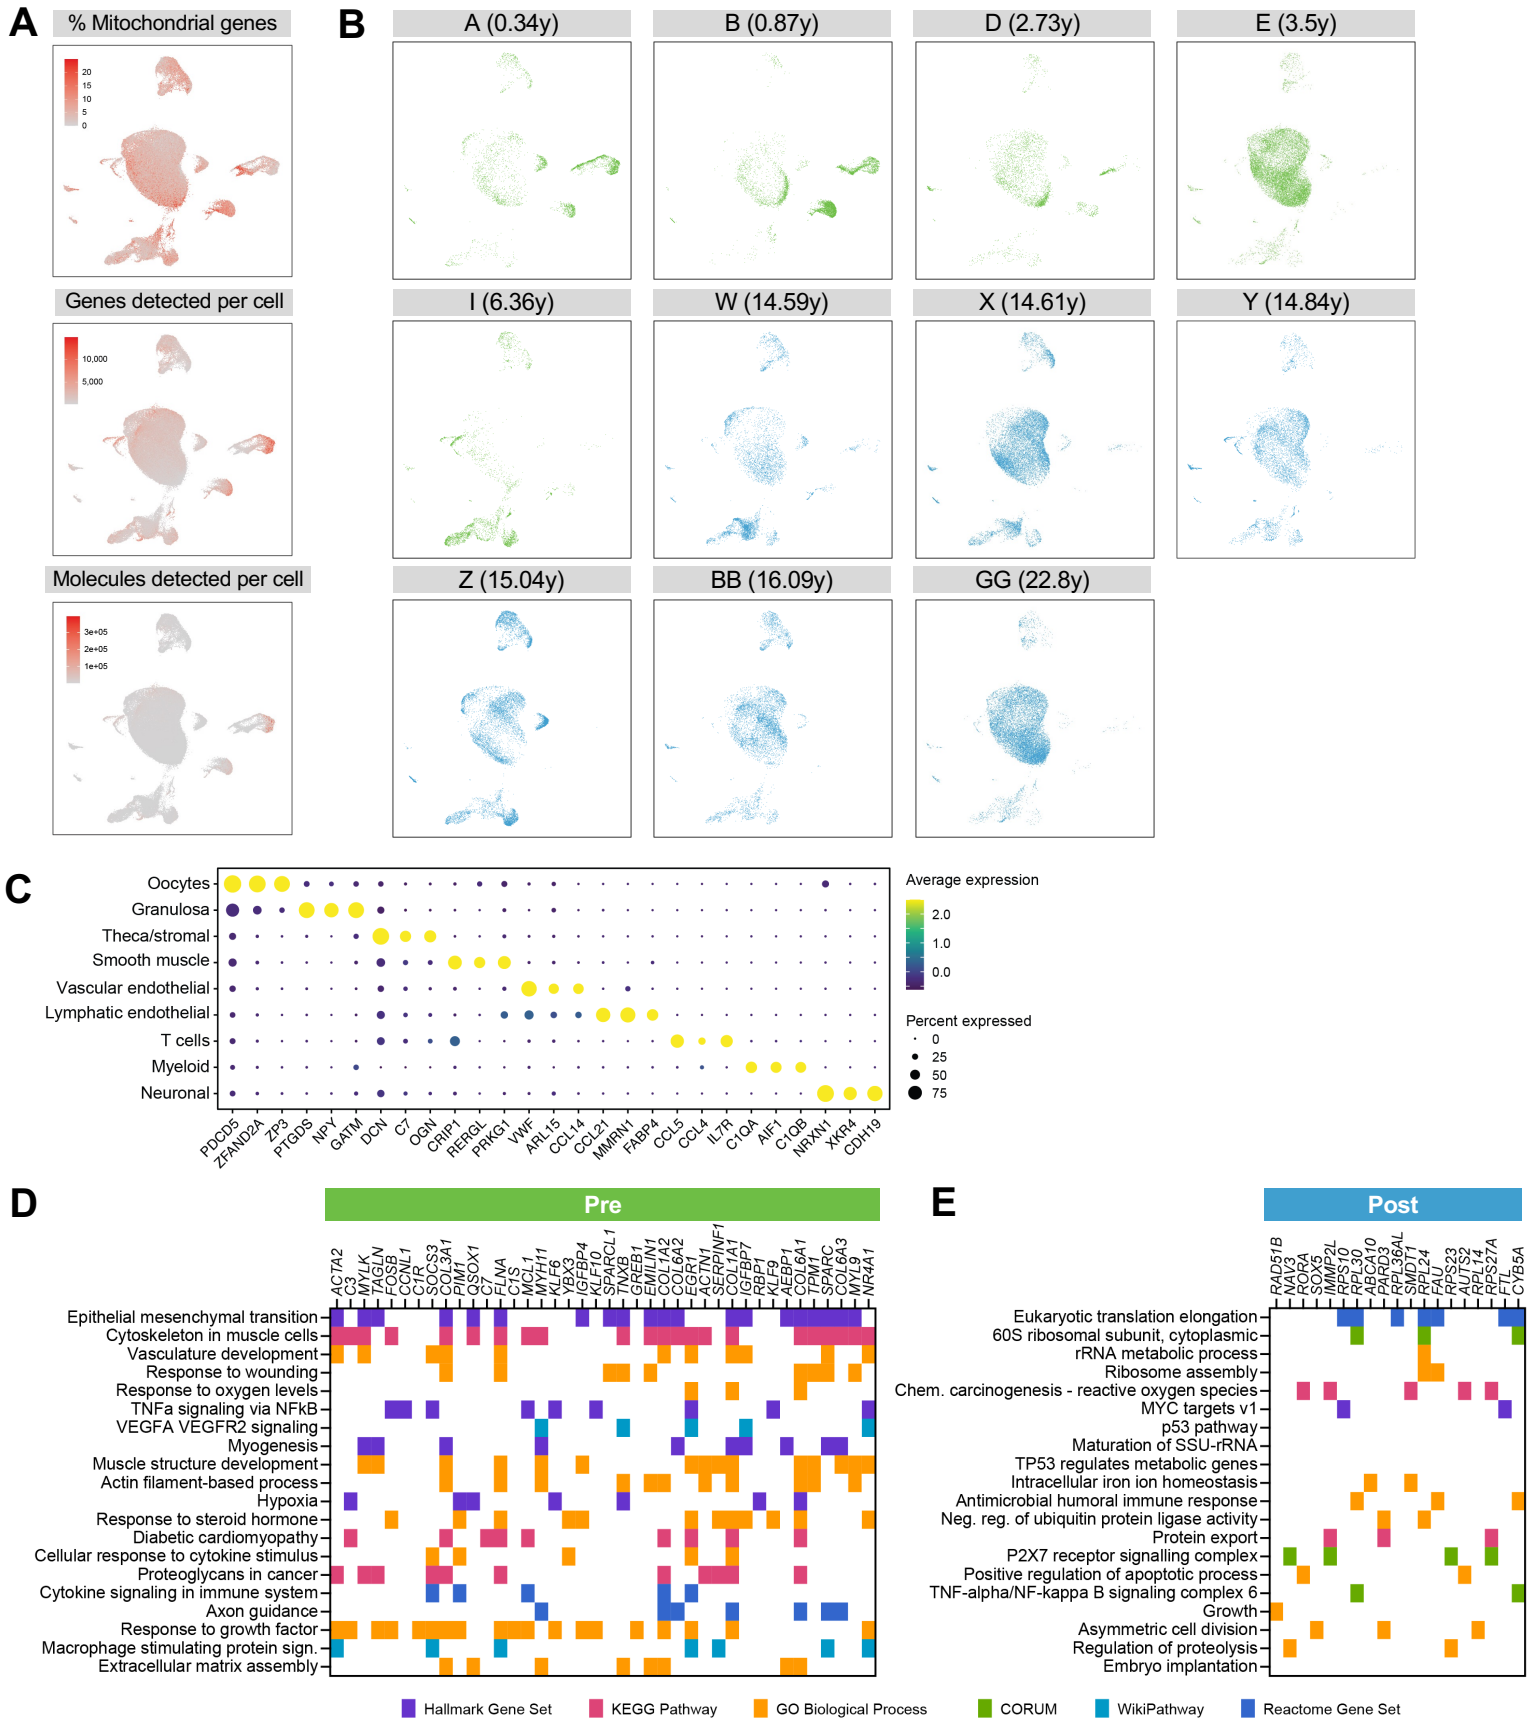 A
% Mitochondrial genes
20
15
10
5
0
Genes detected per cell
10,000
5,000
Molecules detected per cell
3e+05
2e+05
1e+05
B
A (0.34y)
B (0.87y)
D (2.73y)
E (3.5y)
I (6.36y)
W (14.59y)
X (14.61y)
Y (14.84y)
Z (15.04y)
BB (16.09y)
GG (22.8y)
C
Oocytes
Granulosa
Theca/stromal
Smooth muscle
Vascular endothelial
Lymphatic endothelial
T cells
Myeloid
Neuronal
PDCD5
ZFAND2A
ZP3
PTGDS
NPY
GATM
DCN
C7
OGN
CRIP1
RERGL
PRKG1
VWF
ARL15
CCL14
CCL21
MMRN1
FABP4
CCL5
CCL4
IL7R
C1QA
AIF1
C1QB
NRXN1
XKR4
CDH19
Average expression
2.0
1.0
0.0
Percent expressed
0
25
50
75
D
Pre
ACTA2
C3
MYLK
TAGLN
FOSB
CCNL1
C1R
SOCS3
COL3A1
PIM1
QSOX1
C7
FLNA
C1S
MCL1
MYH11
KLF6
YBX3
IGFBP4
KLF10
SPARCL1
TNXB
GREB1
EMILIN1
COL1A2
COL6A2
EGR1
ACTN1
SERPINF1
COL1A1
IGFBP7
RBP1
KLF9
AEBP1
COL6A1
TPM1
SPARC
COL6A3
MYL9
NR4A1
Epithelial mesenchymal transition
Cytoskeleton in muscle cells
Vasculature development
Response to wounding
Response to oxygen levels
TNFa signaling via NFkB
VEGFA VEGFR2 signaling
Myogenesis
Muscle structure development
Actin filament-based process
Hypoxia
Response to steroid hormone
Diabetic cardiomyopathy
Cellular response to cytokine stimulus
Proteoglycans in cancer
Cytokine signaling in immune system
Axon guidance
Response to growth factor
Macrophage stimulating protein sign.
Extracellular matrix assembly
E
Post
RAD51B
NAV3
RORA
SOX5
IMMP2L
RPS10
RPL30
ABCA10
PARD3
RPL36AL
SMDT1
RPL24
FAU
RPS23
AUTS2
RPL14
RPS27A
FTL
CYB5A
Eukaryotic translation elongation
60S ribosomal subunit, cytoplasmic
rRNA metabolic process
Ribosome assembly
Chem. carcinogenesis - reactive oxygen species
MYC targets v1
p53 pathway
Maturation of SSU-rRNA
TP53 regulates metabolic genes
Intracellular iron ion homeostasis
Antimicrobial humoral immune response
Neg. reg. of ubiquitin protein ligase activity
Protein export
P2X7 receptor signalling complex
Positive regulation of apoptotic process
TNF-alpha/NF-kappa B signaling complex 6
Growth
Asymmetric cell division
Regulation of proteolysis
Embryo implantation
Hallmark Gene Set
KEGG Pathway
GO Biological Process
CORUM
WikiPathway
Reactome Gene Set